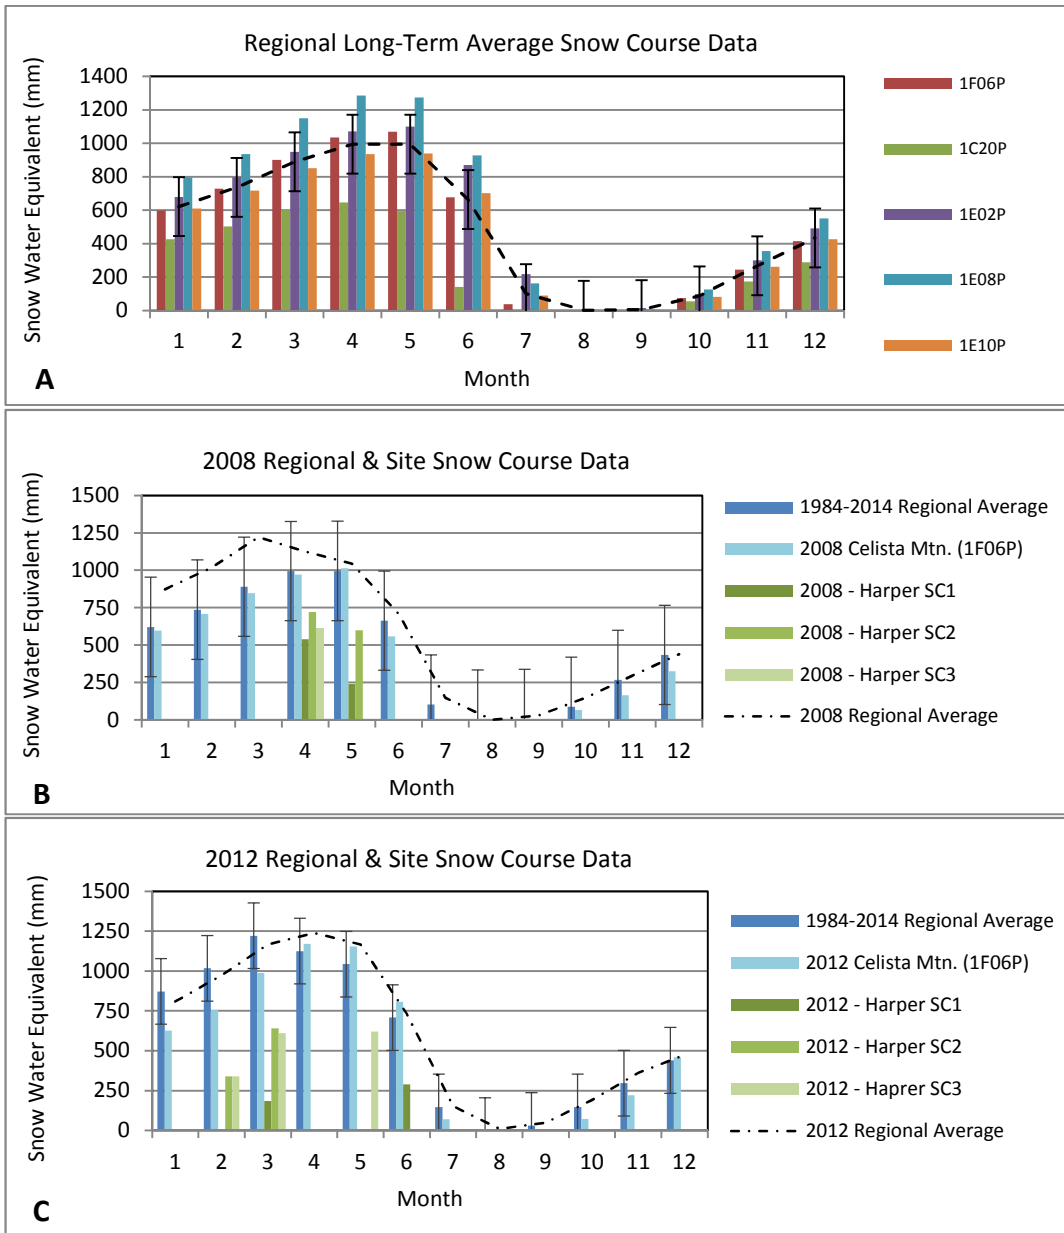 Regional Long-Term Average Snow Course Data
Snow Water Equivalent (mm)
1400
1200
1000
800
600
400
200
0
1 2 3 4 5 6 7 8 9 10 11 12
Month
1F06P
1C20P
1E02P
1E08P
1E10P
A
2008 Regional & Site Snow Course Data
Snow Water Equivalent (mm)
1500
1250
1000
750
500
250
0
1 2 3 4 5 6 7 8 9 10 11 12
Month
1984-2014 Regional Average
2008 Celista Mtn. (1F06P)
2008 - Harper SC1
2008 - Harper SC2
2008 - Harper SC3
2008 Regional Average
B
2012 Regional & Site Snow Course Data
Snow Water Equivalent (mm)
1500
1250
1000
750
500
250
0
1 2 3 4 5 6 7 8 9 10 11 12
Month
1984-2014 Regional Average
2012 Celista Mtn. (1F06P)
2012 - Harper SC1
2012 - Harper SC2
2012 - Haprer SC3
2012 Regional Average
C